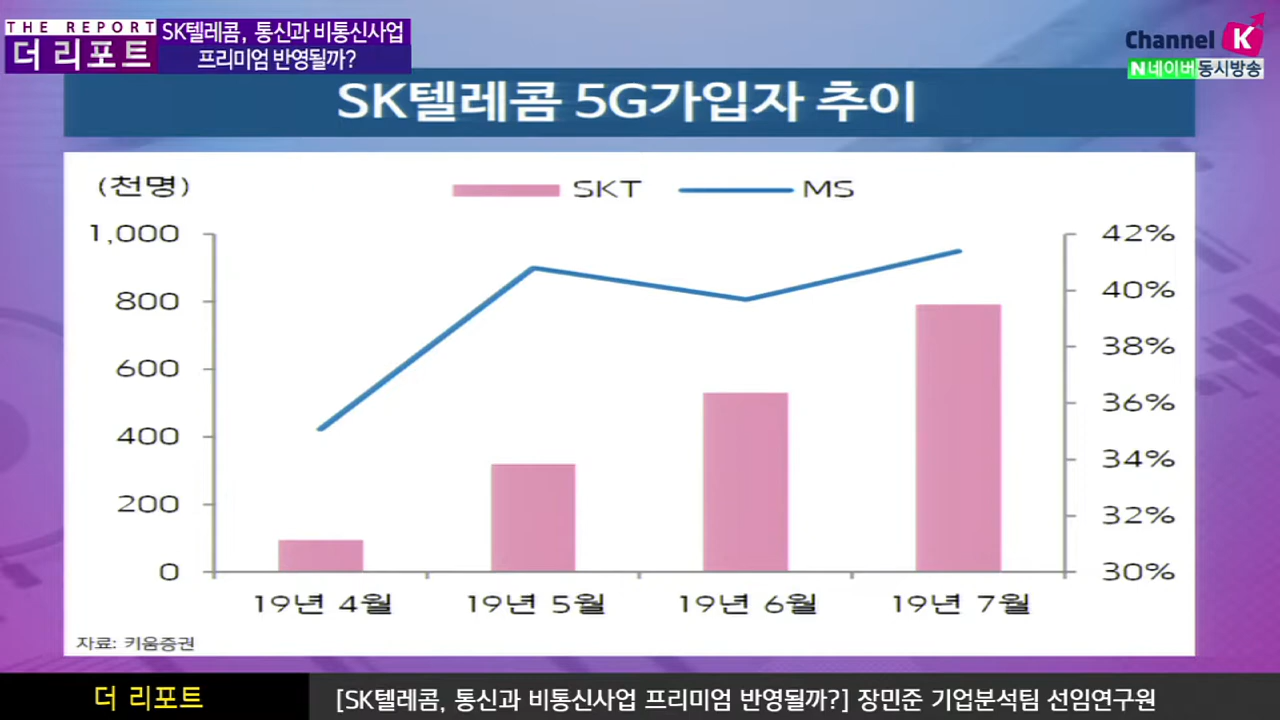 THE REPORT
더 리포트
SK텔레콤, 통신과 비통신사업
프리미엄 반영될까?
Channel K
N 네이버 동시방송
SK텔레콤 5G가입자 추이
(천명)
SKT
MS
1,000
800
600
400
200
0
42%
40%
38%
36%
34%
32%
30%
19년 4월
19년 5월
19년 6월
19년 7월
자료: 키움증권
더 리포트
[SK텔레콤, 통신과 비통신사업 프리미엄 반영될까?] 장민준 기업분석팀 선임연구원